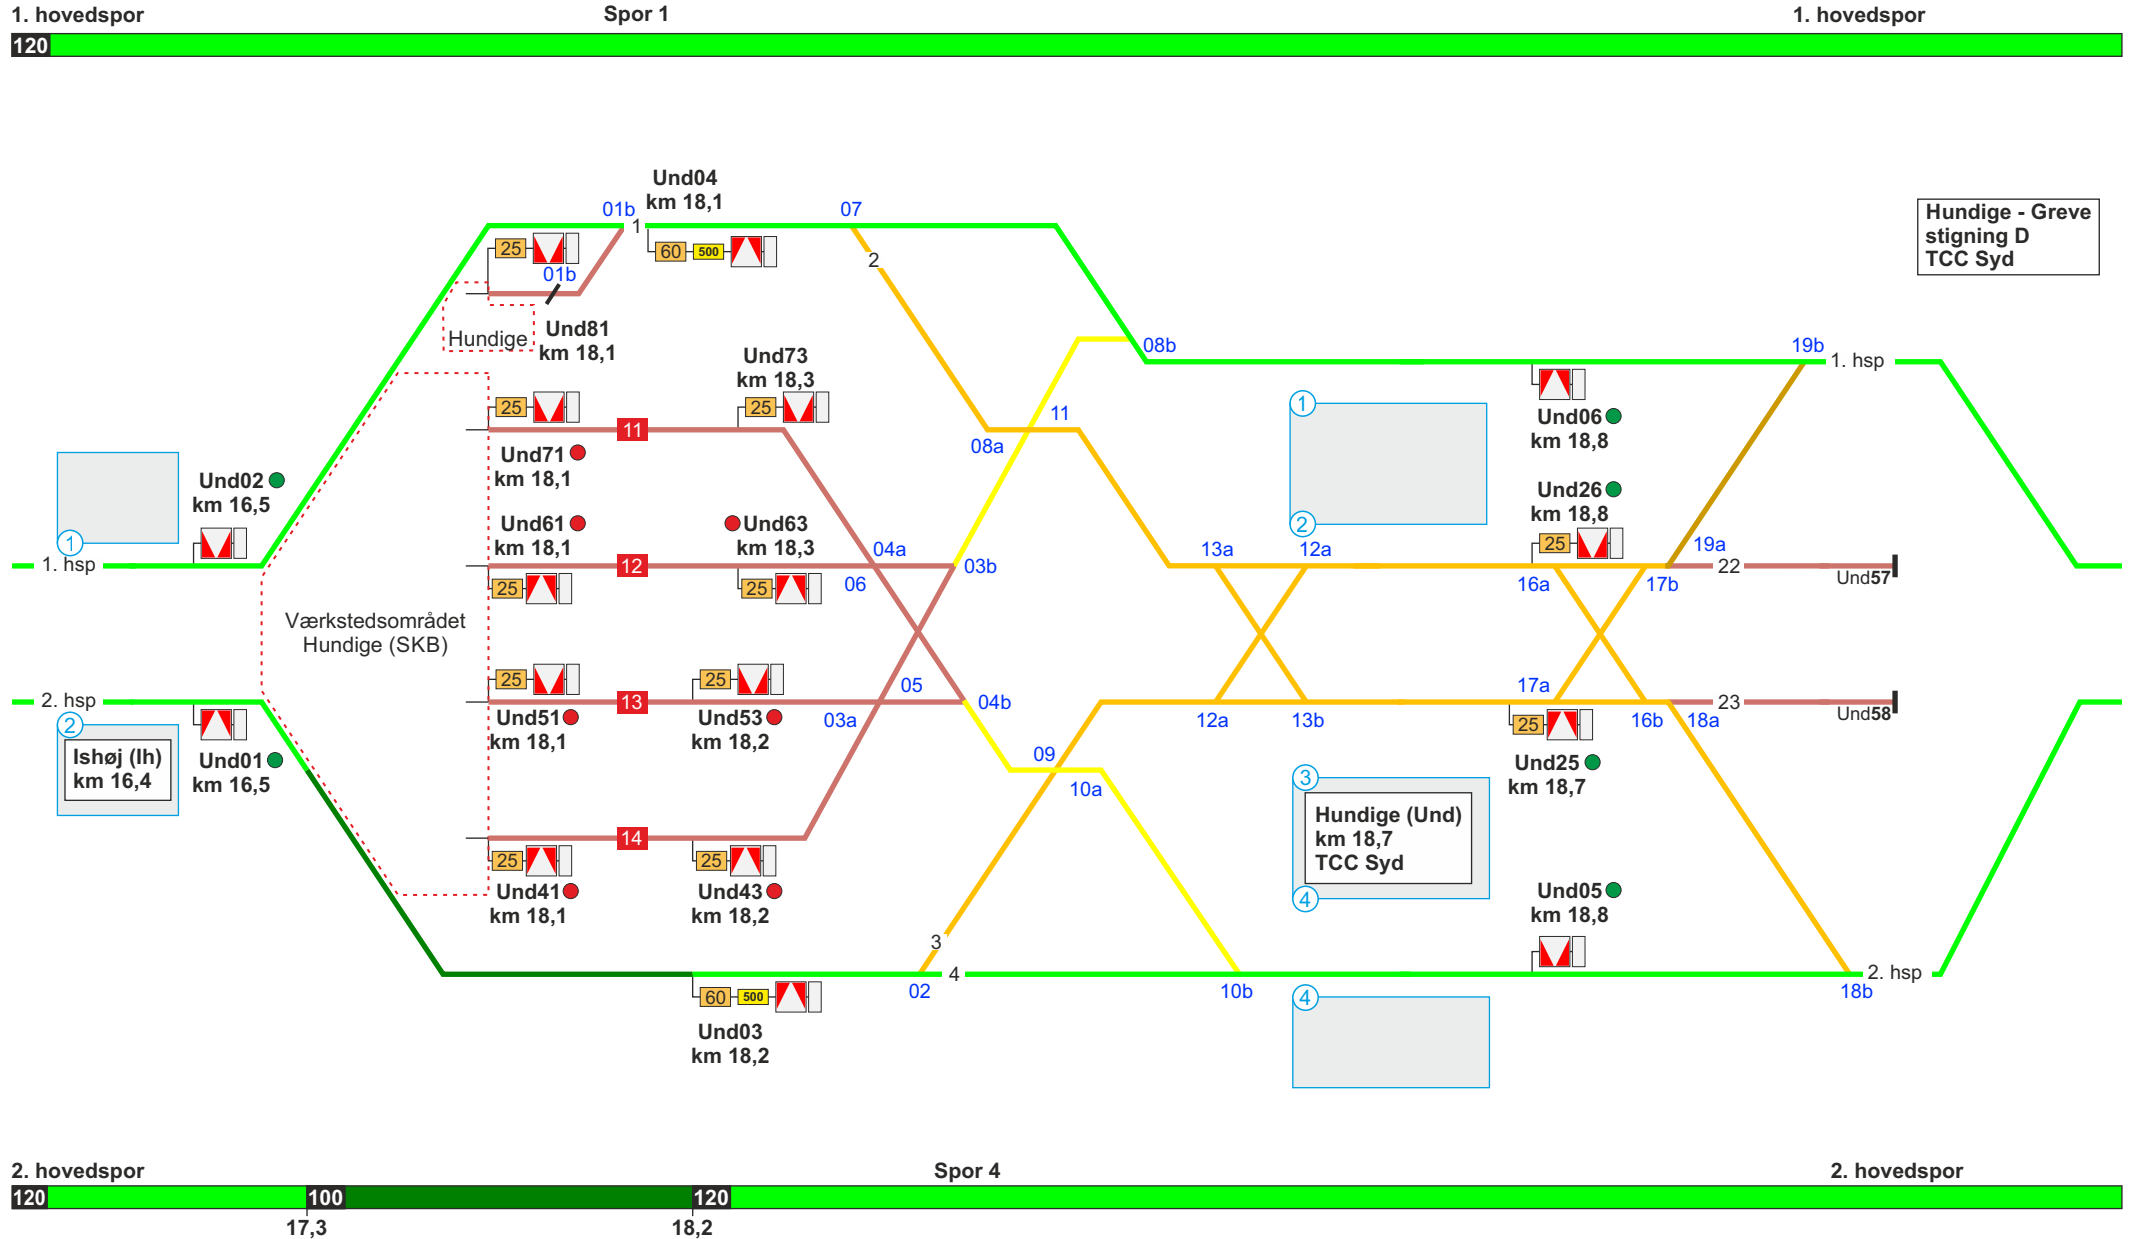 1. hovedspor
Spor 1
1. hovedspor
120
Und04
km 18,1
01b
1
07
60
500
25
01b
2
Hundige - Greve
stigning D
TCC Syd
Und81
km 18,1
Hundige
Und73
km 18,3
08b
19b
1. hsp
25
11
25
08a
11
1
Und06
km 18,8
Und71
km 18,1
Und02
km 16,5
Und26
km 18,8
Und61
km 18,1
Und63
km 18,3
2
1
04a
13a
12a
25
19a
1. hsp
12
03b
22
Und57
25
25
06
16a
17b
Værkstedsområdet
Hundige (SKB)
25
25
05
17a
2. hsp
13
04b
23
Und58
2
Und51
km 18,1
Und53
km 18,2
03a
12a
13b
25
16b
18a
Ishøj (Ih)
km 16,4
Und01
km 16,5
09
10a
Und25
km 18,7
3
Hundige (Und)
km 18,7
TCC Syd
4
14
25
25
Und41
km 18,1
Und43
km 18,2
Und05
km 18,8
3
4
2. hsp
02
10b
18b
60
500
4
Und03
km 18,2
2. hovedspor
Spor 4
2. hovedspor
120
100
120
17,3
18,2